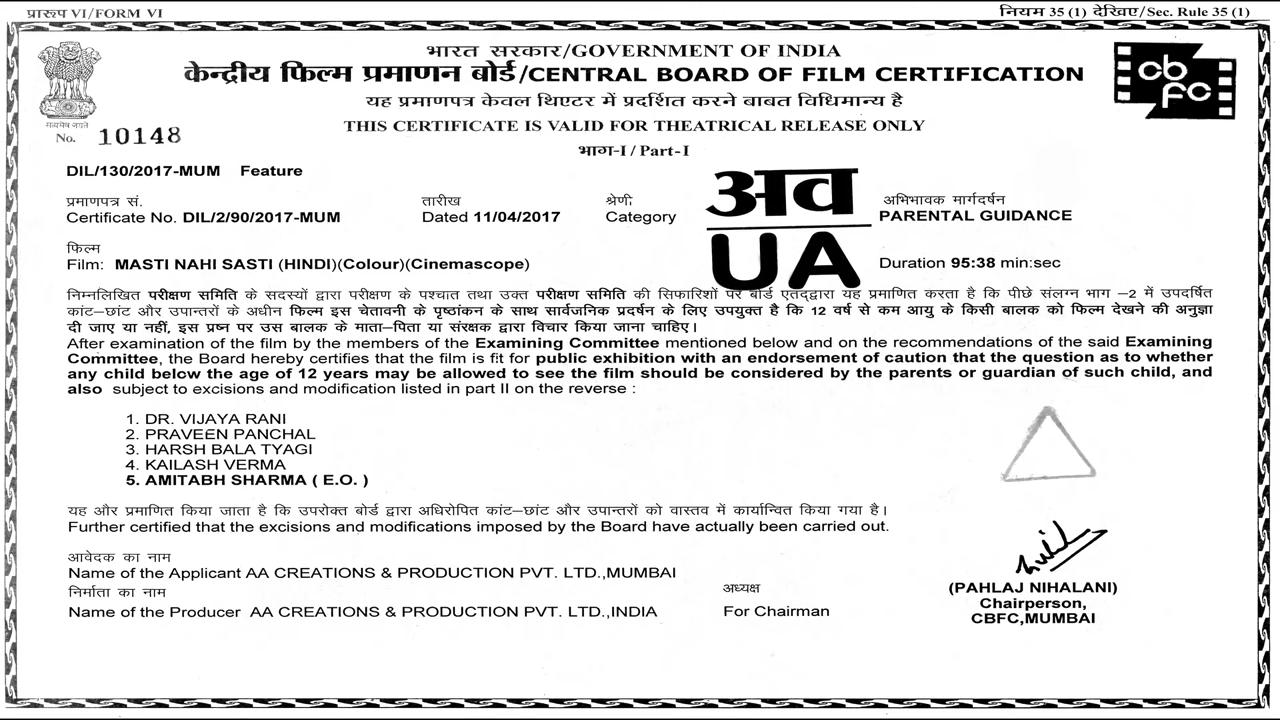 प्रारूप VI/FORM VI
नियम 35 (1) देखिए/Sec. Rule 35 (1)
भारत सरकार/GOVERNMENT OF INDIA
केन्द्रीय फिल्म प्रमाणन बोर्ड/CENTRAL BOARD OF FILM CERTIFICATION
cb
fc
यह प्रमाणपत्र केवल थिएटर में प्रदर्शित करने बाबत विधिमान्य है
सत्यमेव जयते
THIS CERTIFICATE IS VALID FOR THEATRICAL RELEASE ONLY
No. 10148
भाग-I / Part-I
DIL/130/2017-MUM Feature
प्रमाणपत्र सं. तारीख श्रेणी अव अभिभावक मार्गदर्षन
Certificate No. DIL/2/90/2017-MUM Dated 11/04/2017 Category PARENTAL GUIDANCE
फिल्म
Film: MASTI NAHI SASTI (HINDI)(Colour)(Cinemascope) UA Duration 95:38 min:sec
निम्नलिखित परीक्षण समिति के सदस्यों द्वारा परीक्षण के पश्चात तथा उक्त परीक्षण समिति की सिफारिशों पर बोर्ड एतद्द्वारा यह प्रमाणित करता है कि पीछे संलग्न भाग –2 में उपदर्षित
कांट–छांट और उपान्तरों के अधीन फिल्म इस चेतावनी के पृष्ठांकन के साथ सार्वजनिक प्रदर्षन के लिए उपयुक्त है कि 12 वर्ष से कम आयु के किसी बालक को फिल्म देखने की अनुज्ञा
दी जाए या नहीं, इस प्रष्न पर उस बालक के माता–पिता या संरक्षक द्वारा विचार किया जाना चाहिए।
After examination of the film by the members of the Examining Committee mentioned below and on the recommendations of the said Examining
Committee, the Board hereby certifies that the film is fit for public exhibition with an endorsement of caution that the question as to whether
any child below the age of 12 years may be allowed to see the film should be considered by the parents or guardian of such child, and
also subject to excisions and modification listed in part II on the reverse :
1. DR. VIJAYA RANI
2. PRAVEEN PANCHAL
3. HARSH BALA TYAGI
4. KAILASH VERMA
5. AMITABH SHARMA ( E.O. )
यह और प्रमाणित किया जाता है कि उपरोक्त बोर्ड द्वारा अधिरोपित कांट–छांट और उपान्तरों को वास्तव में कार्यान्वित किया गया है।
Further certified that the excisions and modifications imposed by the Board have actually been carried out.
आवेदक का नाम
Name of the Applicant AA CREATIONS & PRODUCTION PVT. LTD.,MUMBAI
निर्माता का नाम अध्यक्ष
(PAHLAJ NIHALANI)
Chairperson,
Name of the Producer AA CREATIONS & PRODUCTION PVT. LTD.,INDIA For Chairman
CBFC,MUMBAI